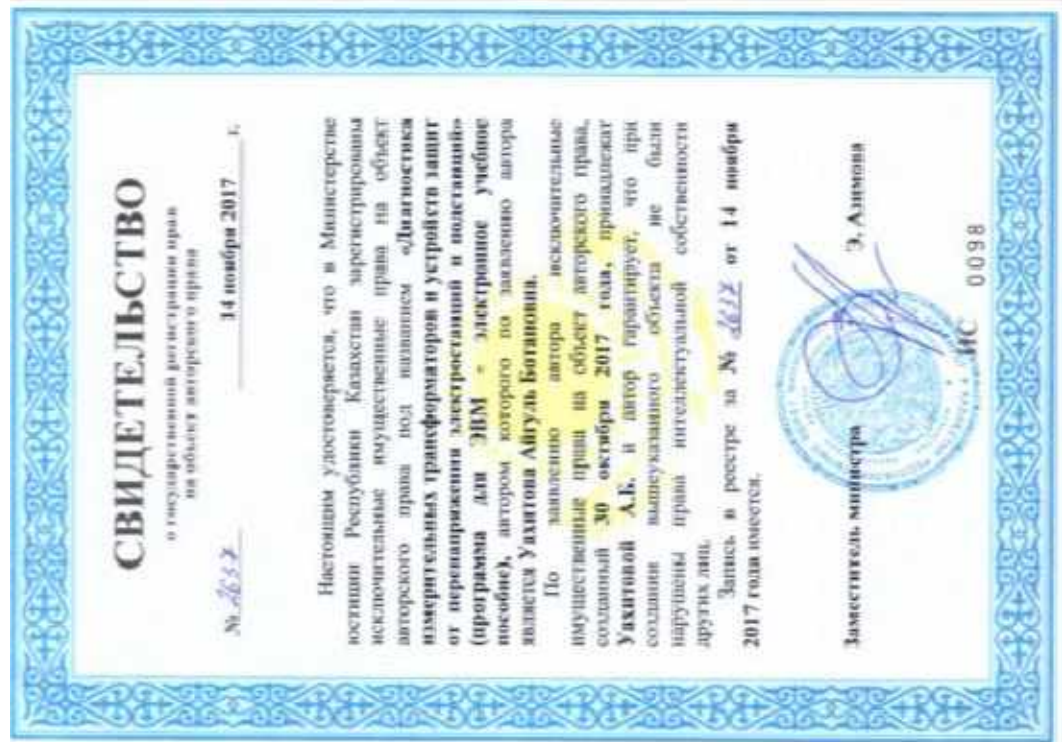 СВИДЕТЕЛЬСТВО
о государственной регистрации прав
на объект авторского права
№ 2637 14 ноября 2017 г.
Настоящим удостоверяется, что в Министерстве
юстиции Республики Казахстан зарегистрированы
исключительные имущественные права на объект
авторского права под названием «Диагностика
измерительных трансформаторов и устройств защит
от перенапряжения электростанций и подстанций»
(программа для ЭВМ - электронное учебное
пособие), автором которого по заявлению автора
является Уахитова Айгуль Ботановна.
По заявлению автора исключительные
имущественные права на объект авторского права,
созданный 30 октября 2017 года, принадлежат
Уахитовой А.Б. и автор гарантирует, что при
создании вышеуказанного объекта не были
нарушены права интеллектуальной собственности
других лиц.
Запись в реестре за № 2637 от 14 ноября
2017 года имеется.
Заместитель министра Э. Азимова
ИС 0098